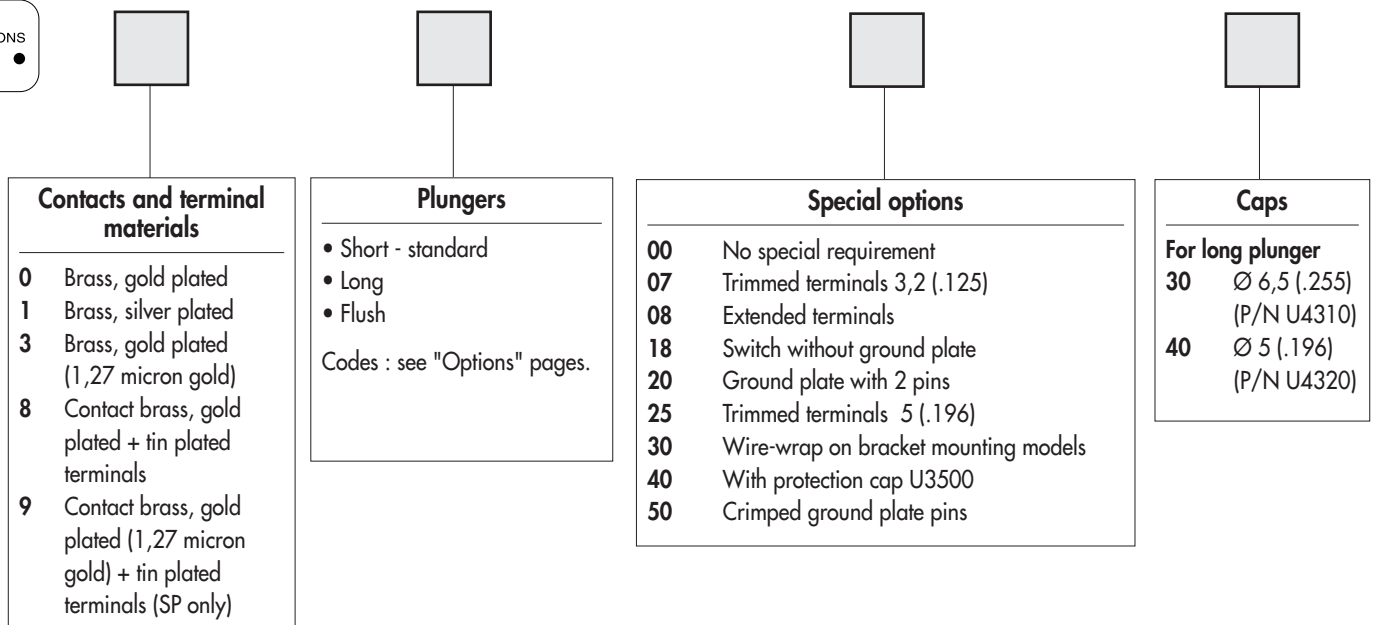 Contacts and terminal
materials
0 Brass, gold plated
1 Brass, silver plated
3 Brass, gold plated
(1,27 micron gold)
8 Contact brass, gold
plated + tin plated
terminals
9 Contact brass, gold
plated (1,27 micron
gold) + tin plated
terminals (SP only)
Plungers
• Short - standard
• Long
• Flush
Codes : see "Options" pages.
Special options
00 No special requirement
07 Trimmed terminals 3,2 (.125)
08 Extended terminals
18 Switch without ground plate
20 Ground plate with 2 pins
25 Trimmed terminals 5 (.196)
30 Wire-wrap on bracket mounting models
40 With protection cap U3500
50 Crimped ground plate pins
Caps
For long plunger
30 Ø 6,5 (.255)
(P/N U4310)
40 Ø 5 (.196)
(P/N U4320)